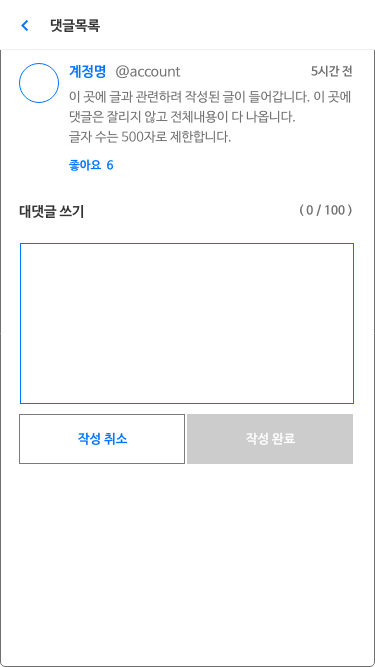 댓글목록
계정명 @account 5시간 전
이 곳에 글과 관련하려 작성된 글이 들어갑니다. 이 곳에
댓글은 잘리지 않고 전체내용이 다 나옵니다.
글자 수는 500자로 제한합니다.
좋아요 6
대댓글 쓰기 ( 0 / 100 )
작성 취소 작성 완료